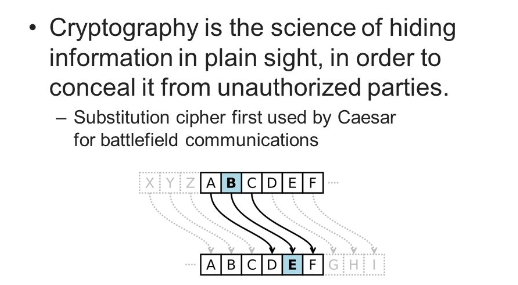 • Cryptography is the science of hiding
information in plain sight, in order to
conceal it from unauthorized parties.
– Substitution cipher first used by Caesar
for battlefield communications
X Y Z A B C D E F
A B C D E F G H I